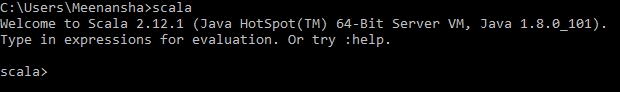 C:\Users\Meenansha>scala
Welcome to Scala 2.12.1 (Java HotSpot(TM) 64-Bit Server VM, Java 1.8.0_101).
Type in expressions for evaluation. Or try :help.
scala>